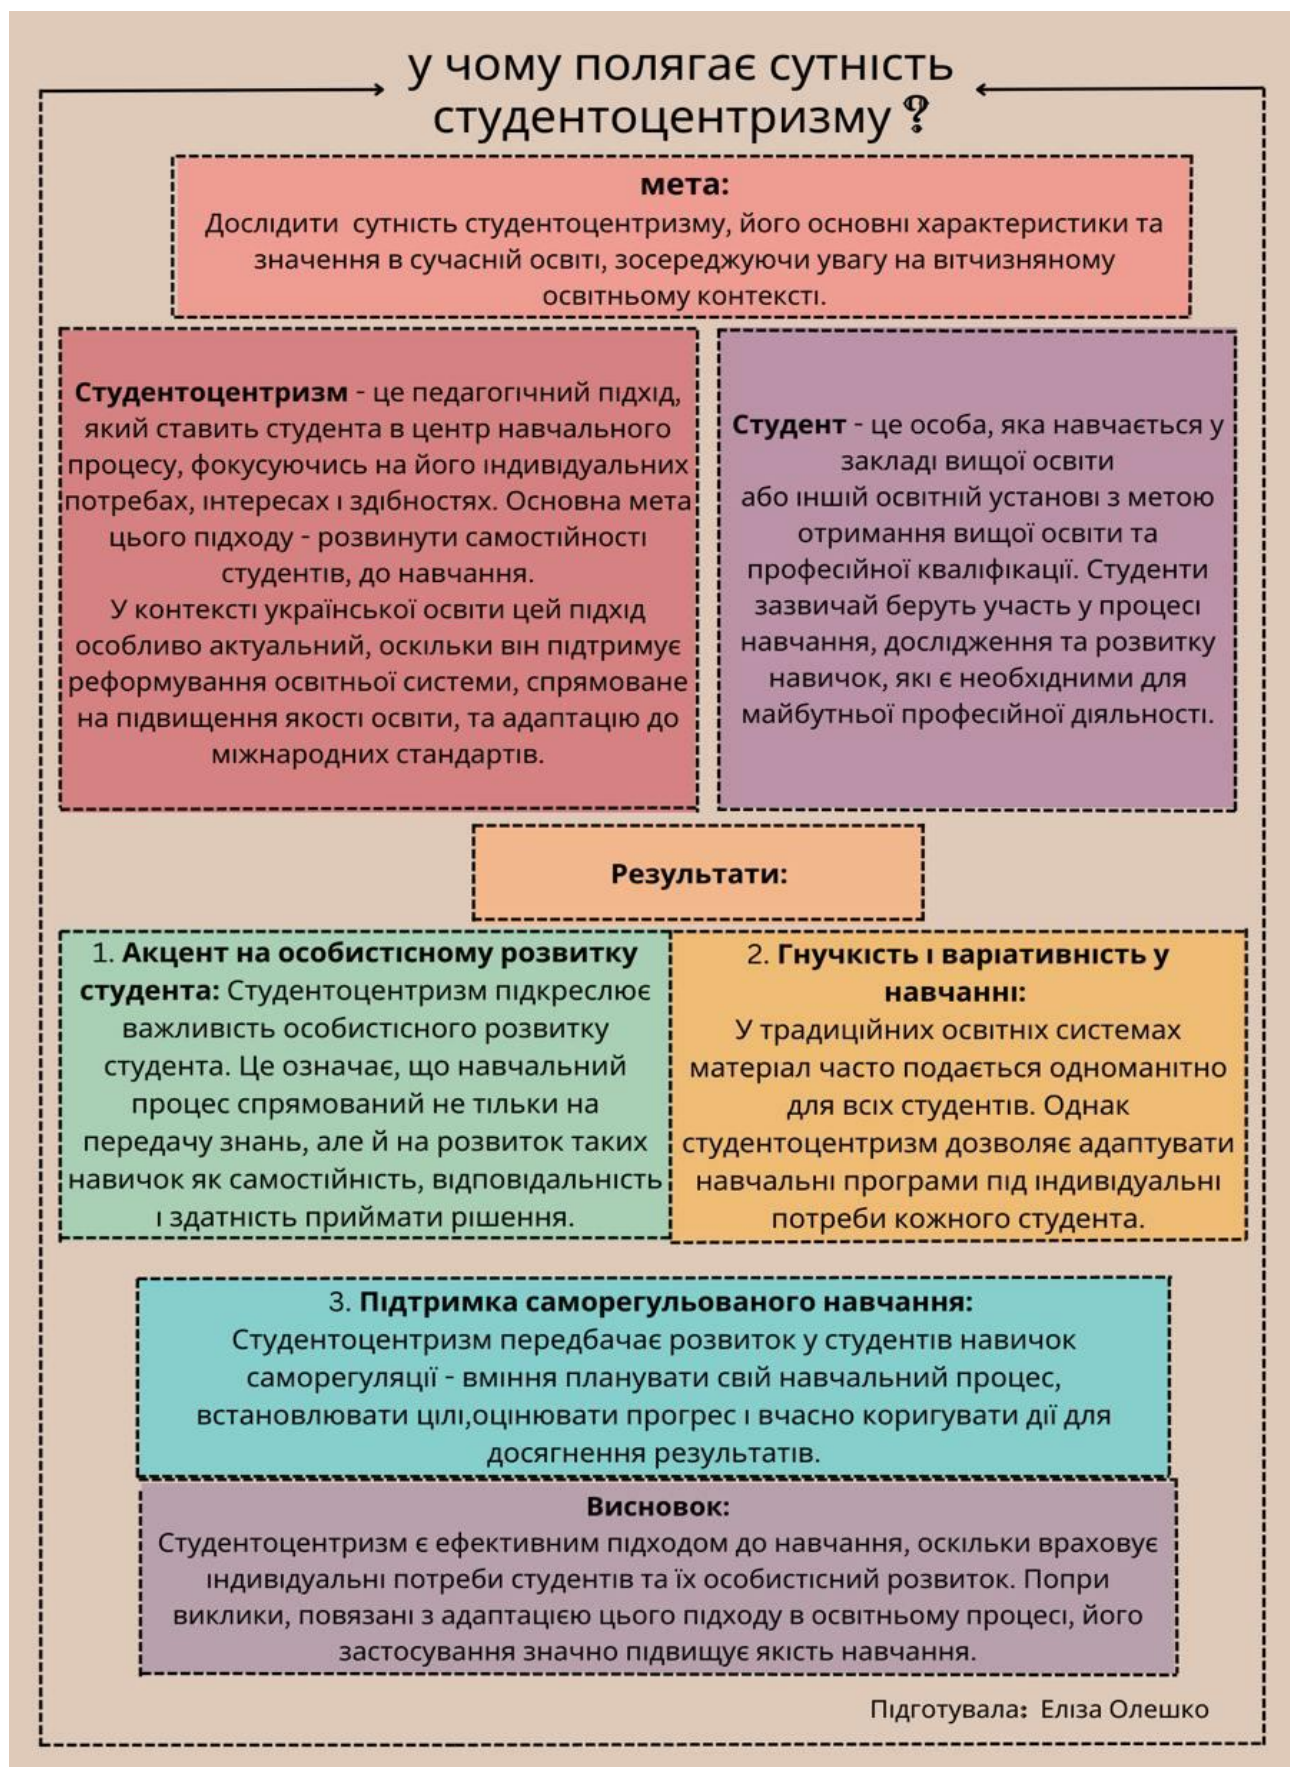 у чому полягає сутність
студентоцентризму ?
мета:
Дослідити сутність студентоцентризму, його основні характеристики та
значення в сучасній освіті, зосереджуючи увагу на вітчизняному
освітньому контексті.
Студентоцентризм - це педагогічний підхід,
який ставить студента в центр навчального
процесу, фокусуючись на його індивідуальних
потребах, інтересах і здібностях. Основна мета
цього підходу - розвинути самостійності
студентів, до навчання.
У контексті української освіти цей підхід
особливо актуальний, оскільки він підтримує
реформування освітньої системи, спрямоване
на підвищення якості освіти, та адаптацію до
міжнародних стандартів.
Студент - це особа, яка навчається у
закладі вищої освіти
або іншій освітній установі з метою
отримання вищої освіти та
професійної кваліфікації. Студенти
зазвичай беруть участь у процесі
навчання, дослідження та розвитку
навичок, які є необхідними для
майбутньої професійної діяльності.
Результати:
1. Акцент на особистісному розвитку
студента: Студентоцентризм підкреслює
важливість особистісного розвитку
студента. Це означає, що навчальний
процес спрямований не тільки на
передачу знань, але й на розвиток таких
навичок як самостійність, відповідальність
і здатність приймати рішення.
2. Гнучкість і варіативність у
навчанні:
У традиційних освітніх системах
матеріал часто подається одноманітно
для всіх студентів. Однак
студентоцентризм дозволяє адаптувати
навчальні програми під індивідуальні
потреби кожного студента.
3. Підтримка саморегульованого навчання:
Студентоцентризм передбачає розвиток у студентів навичок
саморегуляції - вміння планувати свій навчальний процес,
встановлювати цілі,оцінювати прогрес і вчасно коригувати дії для
досягнення результатів.
Висновок:
Студентоцентризм є ефективним підходом до навчання, оскільки враховує
індивідуальні потреби студентів та їх особистісний розвиток. Попри
виклики, повязані з адаптацією цього підходу в освітньому процесі, його
застосування значно підвищує якість навчання.
Підготувала: Еліза Олешко